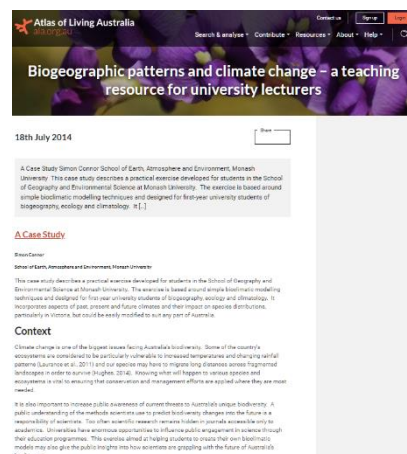 Contact us Sign up Login
Atlas of Living Australia
ala.org.au
Search & analyse Contribute Resources About Help
Biogeographic patterns and climate change – a teaching
resource for university lecturers
18th July 2014
Share
A Case Study Simon Connor School of Earth, Atmosphere and Environment, Monash
University This case study describes a practical exercise developed for students in the School
of Geography and Environmental Science at Monash University. The exercise is based around
simple bioclimatic modelling techniques and designed for first-year university students of
biogeography, ecology and climatology. It [...]
A Case Study
Simon Connor
School of Earth, Atmosphere and Environment, Monash University
This case study describes a practical exercise developed for students in the School of Geography and
Environmental Science at Monash University. The exercise is based around simple bioclimatic modelling
techniques and designed for first-year university students of biogeography, ecology and climatology. It
incorporates aspects of past, present and future climates and their impact on species distributions,
particularly in Victoria, but could be easily modified to suit any part of Australia.
Context
Climate change is one of the biggest issues facing Australia's biodiversity. Some of the country's
ecosystems are considered to be particularly vulnerable to increased temperatures and changing rainfall
patterns (Laurance et al., 2011) and our species may have to migrate long distances across fragmented
landscapes in order to survive (Hughes, 2014). Knowing what will happen to various species and
ecosystems is vital to ensuring that conservation and management efforts are applied where they are most
needed.
It is also important to increase public awareness of current threats to Australia's unique biodiversity. A
public understanding of the methods scientists use to predict biodiversity changes into the future is a
responsibility of scientists. Too often scientific research remains hidden in journals accessible only to
academics. Universities have enormous opportunities to influence public engagement in science through
their education programmes. This exercise aimed at helping students to create their own bioclimatic
models may also give the public insights into how scientists are grappling with the future of Australia's